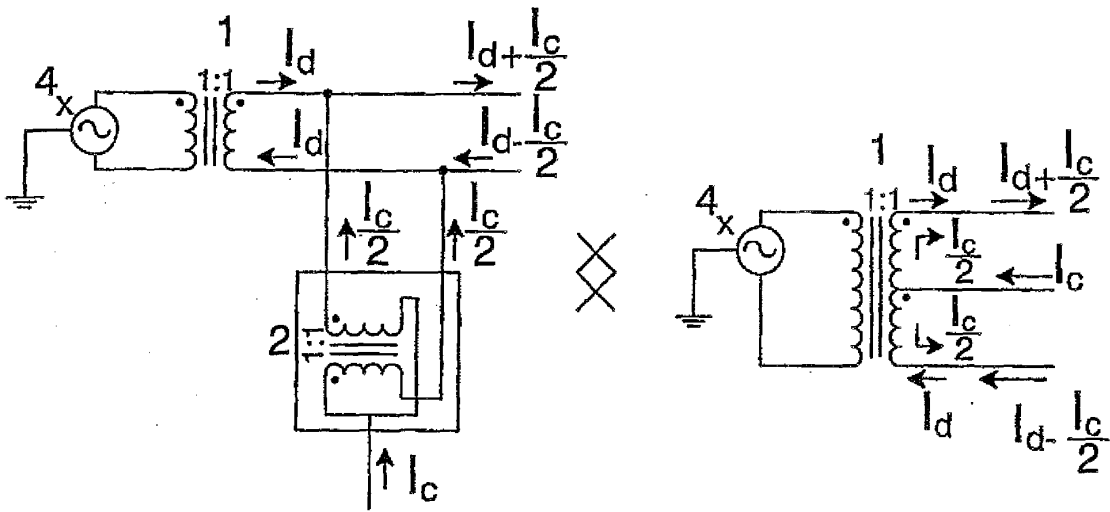 1
4x
1:1
Id
Id+ Ic/2
Id
Id- Ic/2
Ic/2
Ic/2
2
1:1
Ic
1
4x
1:1
Id
Id+ Ic/2
Ic/2
Ic
Ic/2
Id
Id- Ic/2